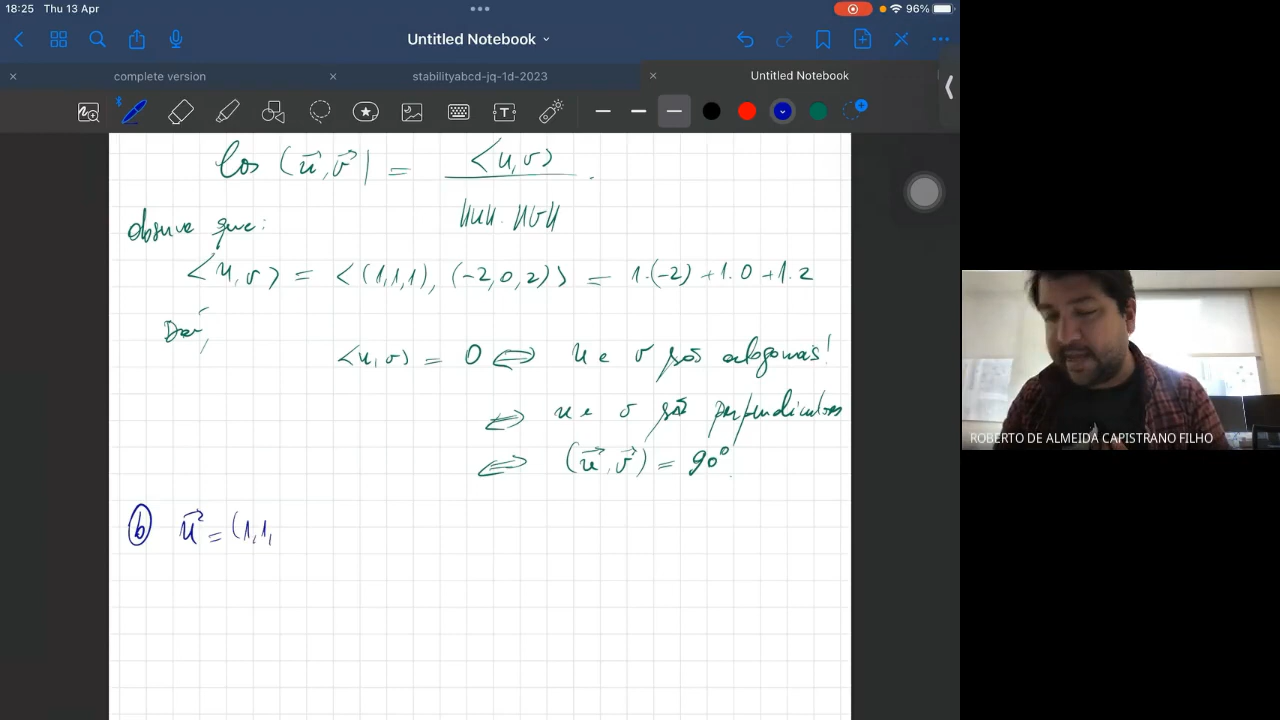 18:25 Thu 13 Apr
96%
Untitled Notebook
complete version
stabilityabcd-jq-1d-2023
Untitled Notebook
cos (u⃗, v⃗) = <u,v> / ||u||.||v||
observe que:
<u,v> = <(1,1,1), (-2,0,2)> = 1.(-2) + 1.0 + 1.2
Daí,
<u,v> = 0 ⇔ u e v são ortogonais!
⇔ u e v são perpendiculares
⇔ (u⃗, v⃗) = 90°
ROBERTO DE ALMEIDA CAPISTRANO FILHO
b u⃗ = (1,1,